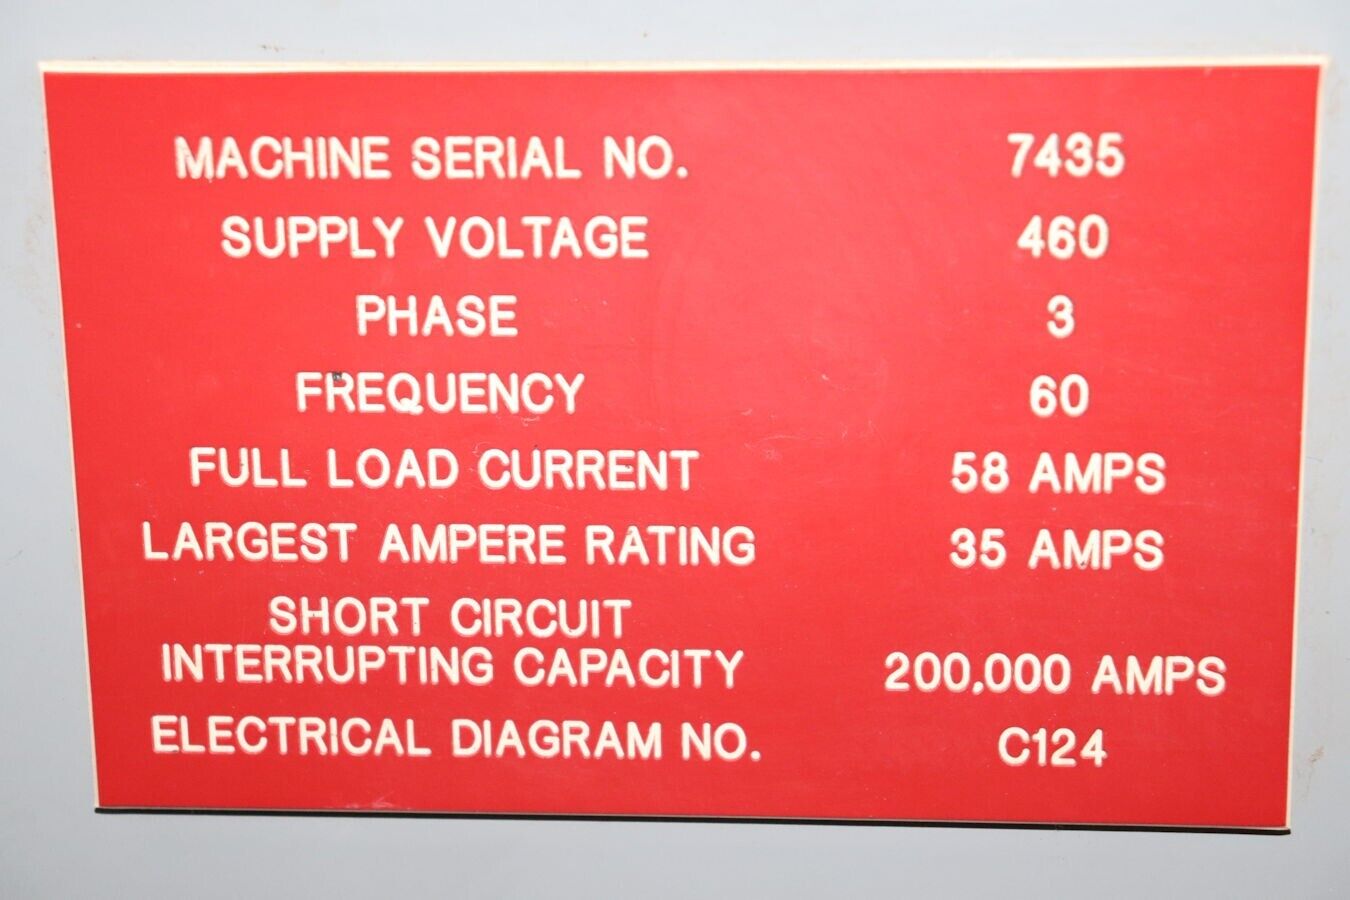 MACHINE SERIAL NO. 7435
SUPPLY VOLTAGE 460
PHASE 3
FREQUENCY 60
FULL LOAD CURRENT 58 AMPS
LARGEST AMPERE RATING 35 AMPS
SHORT CIRCUIT
INTERRUPTING CAPACITY 200,000 AMPS
ELECTRICAL DIAGRAM NO. C124